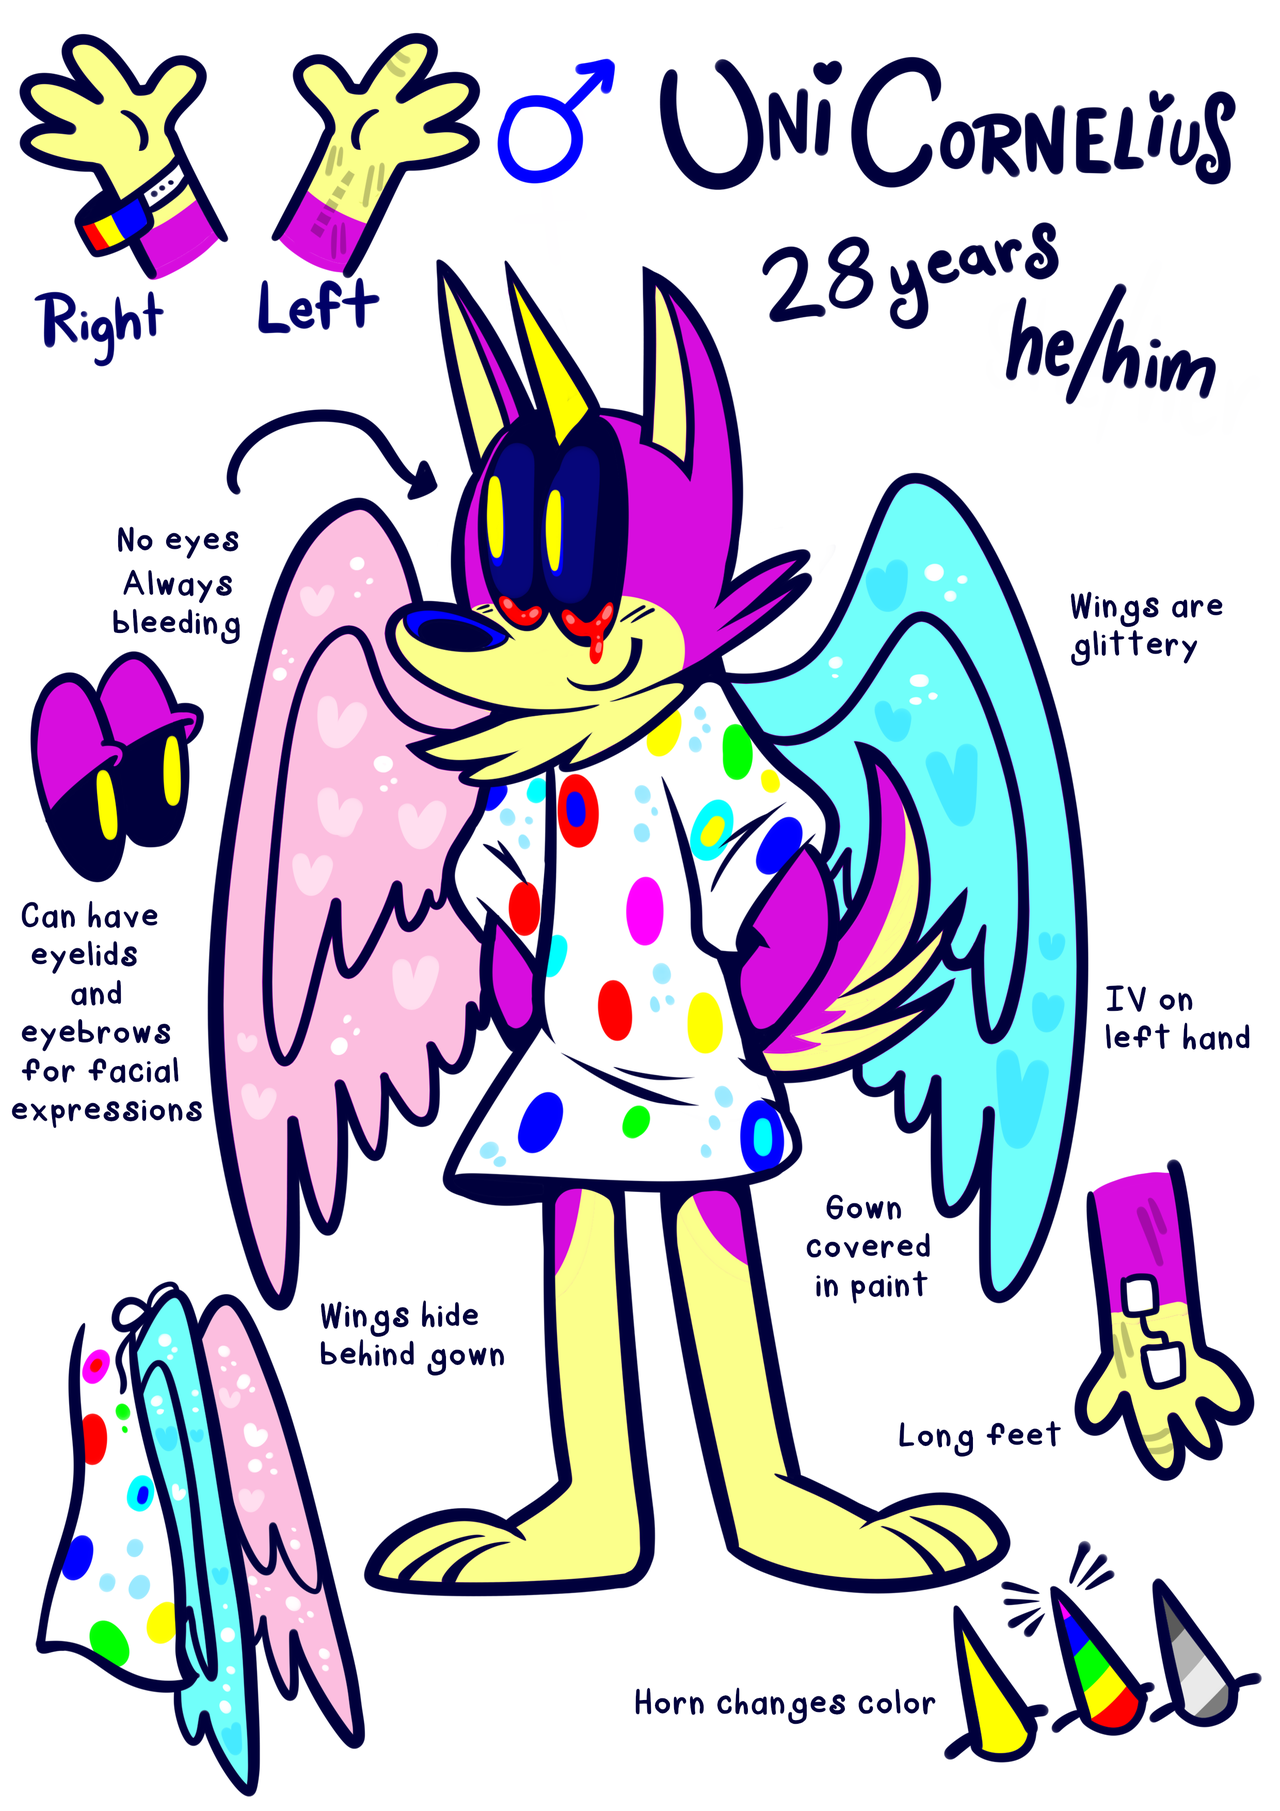 UNiCORNELiUS
28 years
he/him
Right
Left
No eyes
Always
bleeding
Wings are
glittery
Can have
eyelids
and
eyebrows
for facial
expressions
IV on
left hand
Gown
covered
in paint
Wings hide
behind gown
Long feet
Horn changes color